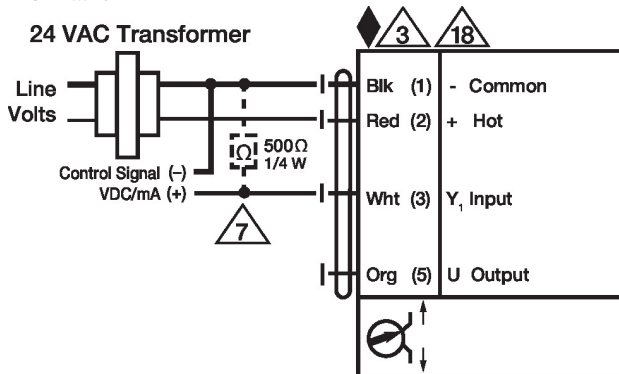 24 VAC Transformer
3
18
Line
Volts
Blk (1) - Common
Red (2) + Hot
Ω
500Ω
1/4 W
Control Signal (–)
VDC/mA (+)
Wht (3) Y₁ Input
7
Org (5) U Output